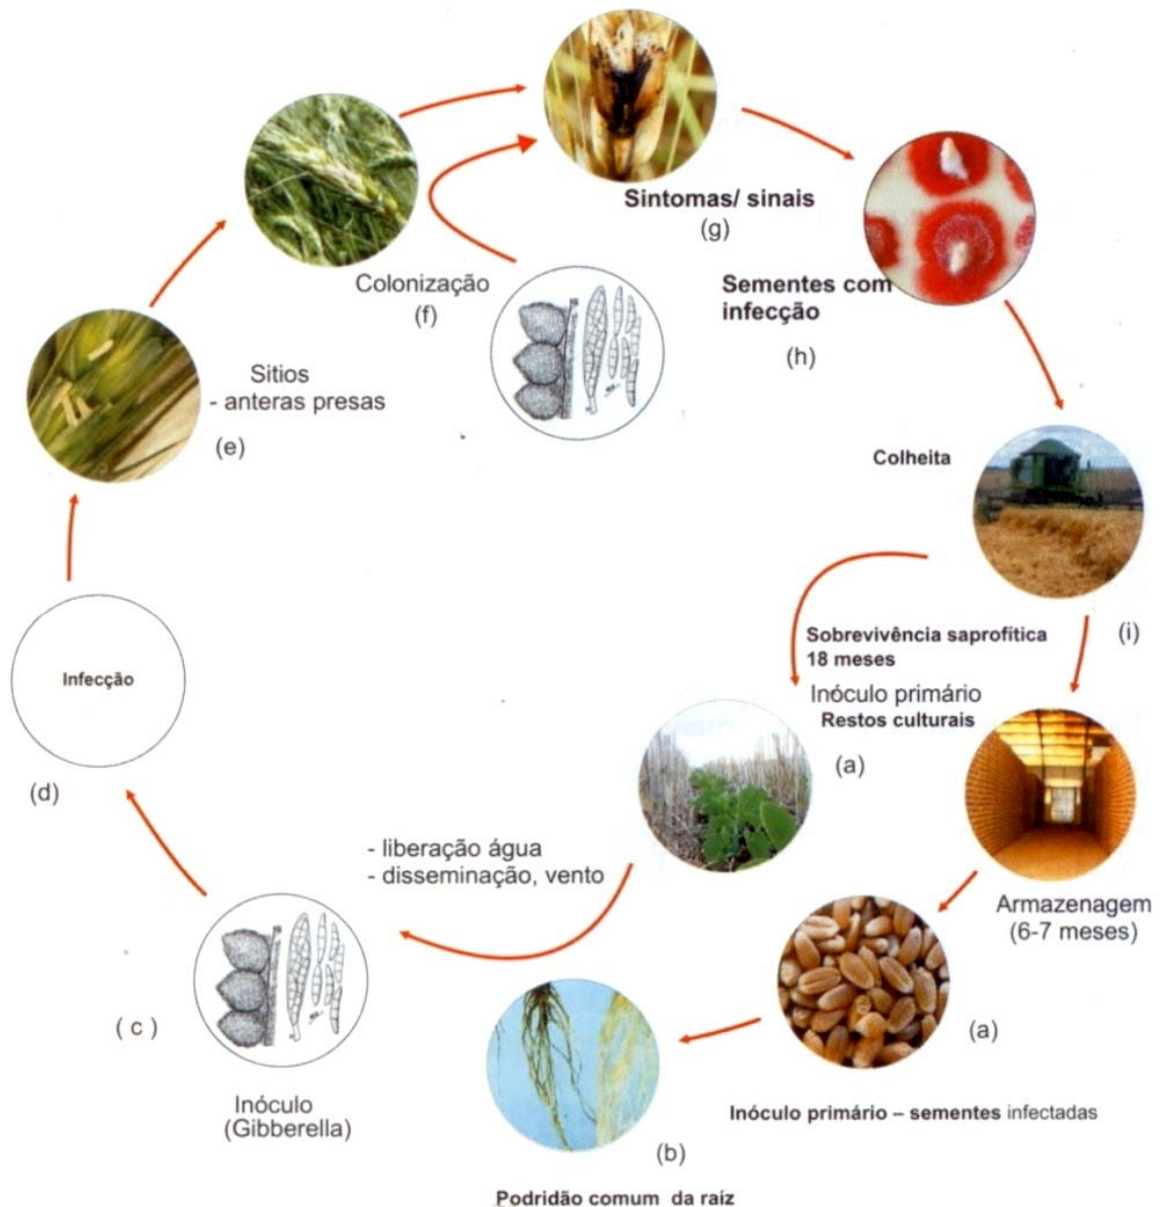 Sintomas/ sinais
(g)
Colonização
(f)
Sementes com
infecção
(h)
Sitios
- anteras presas
(e)
Colheita
(i)
Sobrevivência saprofítica
18 meses
Inóculo primário
Restos culturais
(a)
Infecção
(d)
- liberação água
- disseminação, vento
Armazenagem
(6-7 meses)
( c )
Inóculo
(Gibberella)
(a)
Inóculo primário – sementes infectadas
(b)
Podridão comum da raíz